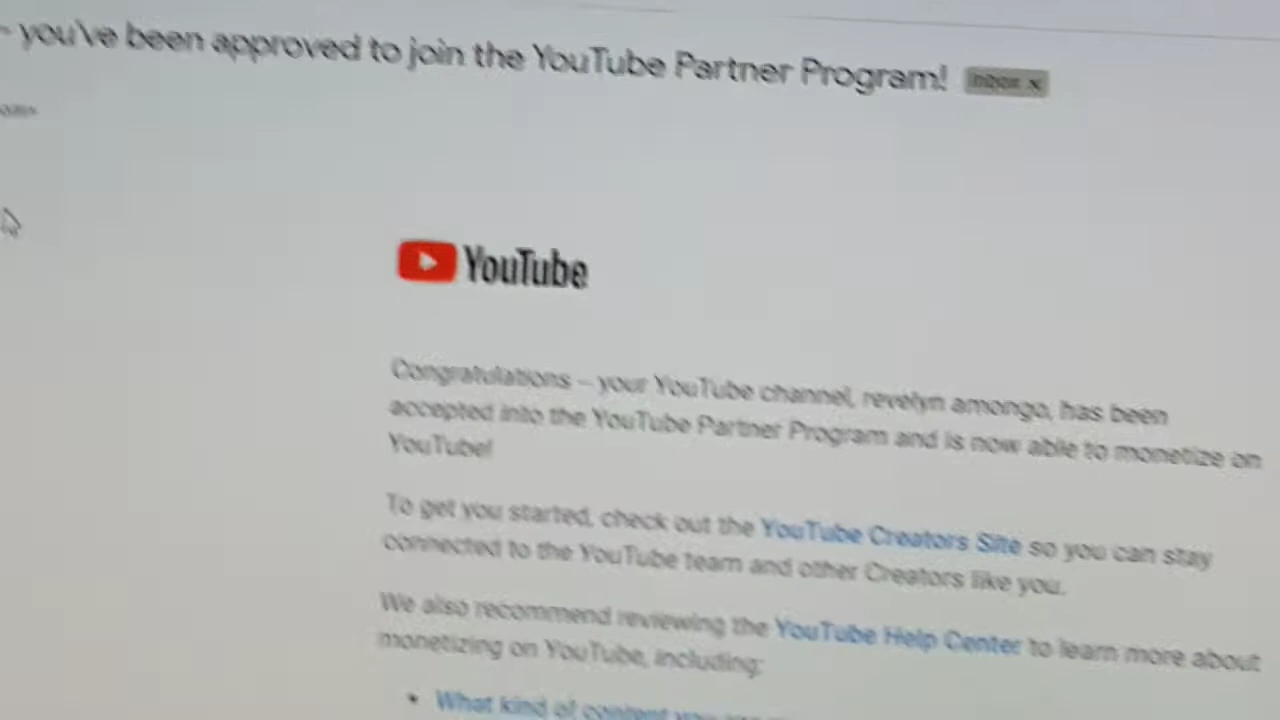 - you've been approved to join the YouTube Partner Program! Inbox x
YouTube
Congratulations – your YouTube channel, revelyn amongo, has been
accepted into the YouTube Partner Program and is now able to monetize on
YouTube!
To get you started, check out the YouTube Creators Site so you can stay
connected to the YouTube team and other Creators like you.
We also recommend reviewing the YouTube Help Center to learn more about
monetizing on YouTube, including:
• What kind of content you